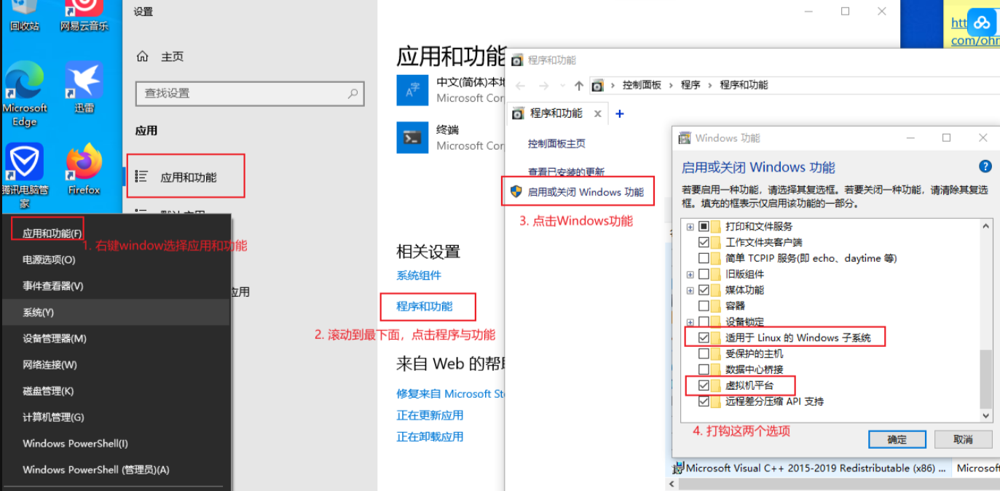 回收站
网易云音乐
Microsoft
Edge
迅雷
腾讯电脑管
家
Firefox
应用和功能(F)
1. 右键window选择应用和功能
电源选项(O)
事件查看器(V)
系统(Y)
设备管理器(M)
网络连接(W)
磁盘管理(K)
计算机管理(G)
Windows PowerShell(I)
Windows PowerShell (管理员)(A)
设置
主页
查找设置
应用
应用和功能
应用
应用和功能
A字
中文(简体)本地
Microsoft Cor
终端
Microsoft Cor
相关设置
系统组件
程序和功能
2. 滚动到最下面，点击程序与功能
来自 Web 的帮
修复来自 Microsoft St
正在更新应用
正在卸载应用
程序和功能
控制面板 › 程序 › 程序和功能
程序和功能
控制面板主页
查看已安装的更新
启用或关闭 Windows 功能
3. 点击Windows功能
Windows 功能
启用或关闭 Windows 功能
若要启用一种功能，请选择其复选框。若要关闭一种功能，请清除其复选
框。填充的框表示仅启用该功能的一部分。
打印和文件服务
工作文件夹客户端
简单 TCPIP 服务(即 echo、daytime 等)
旧版组件
媒体功能
容器
设备锁定
适用于 Linux 的 Windows 子系统
受保护的主机
数据中心桥接
虚拟机平台
远程差分压缩 API 支持
4. 打钩这两个选项
确定
取消
Microsoft Visual C++ 2015-2019 Redistributable (x86) ...
Microsoft
htt
com/ohm